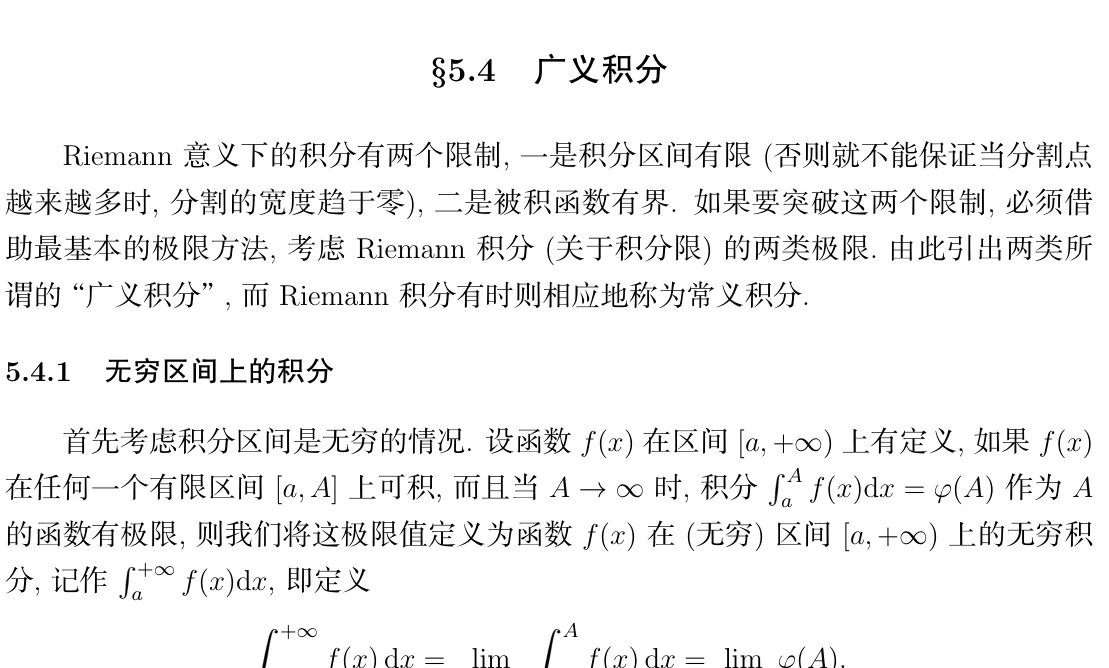 §5.4 广义积分
Riemann 意义下的积分有两个限制, 一是积分区间有限 (否则就不能保证当分割点
越来越多时, 分割的宽度趋于零), 二是被积函数有界. 如果要突破这两个限制, 必须借
助最基本的极限方法, 考虑 Riemann 积分 (关于积分限) 的两类极限. 由此引出两类所
谓的 “广义积分” , 而 Riemann 积分有时则相应地称为常义积分.
5.4.1 无穷区间上的积分
首先考虑积分区间是无穷的情况. 设函数 f(x) 在区间 [a, +∞) 上有定义, 如果 f(x)
在任何一个有限区间 [a, A] 上可积, 而且当 A → ∞ 时, 积分 ∫_a^A f(x)dx = φ(A) 作为 A
的函数有极限, 则我们将这极限值定义为函数 f(x) 在 (无穷) 区间 [a, +∞) 上的无穷积
分, 记作 ∫_a^{+∞} f(x)dx, 即定义
∫^{+∞} f(x) dx = lim ∫^A f(x) dx = lim φ(A).